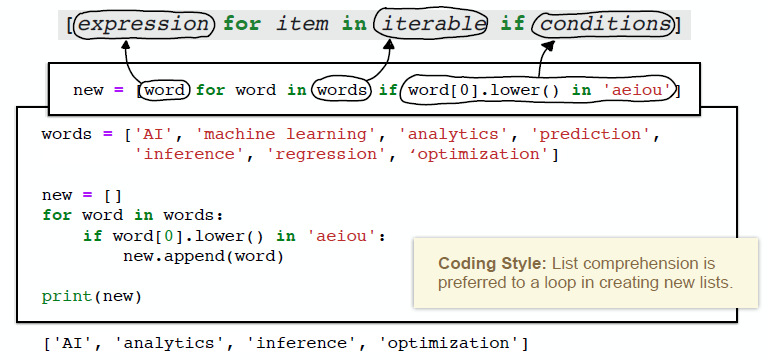 [expression for item in iterable if conditions]
new = [word for word in words if word[0].lower() in 'aeiou']
words = ['AI', 'machine learning', 'analytics', 'prediction',
'inference', 'regression', ‘optimization']
new = []
for word in words:
if word[0].lower() in 'aeiou':
new.append(word)
Coding Style: List comprehension is
preferred to a loop in creating new lists.
print(new)
['AI', 'analytics', 'inference', 'optimization']